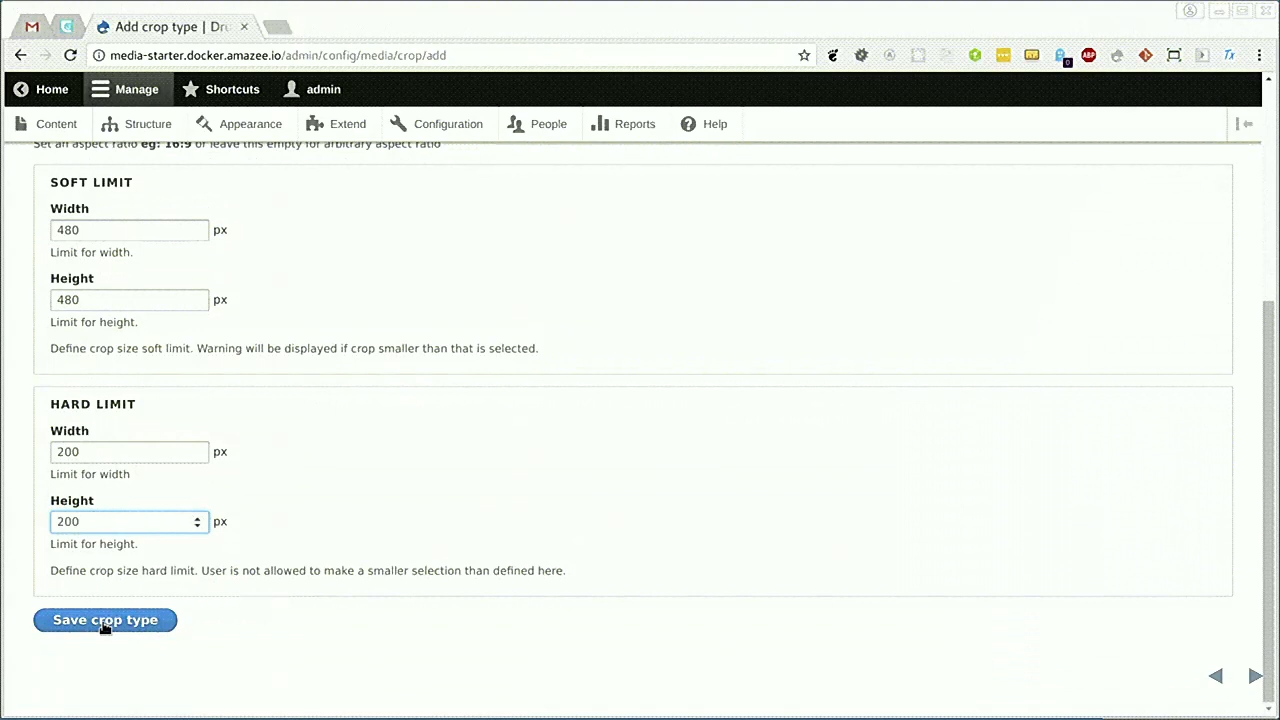 Add crop type | Dru
media-starter.docker.amazee.io/admin/config/media/crop/add
ABP
0
Home
Manage
Shortcuts
admin
Content
Structure
Appearance
Extend
Configuration
People
Reports
Help
Set an aspect ratio eg: 16:9 or leave this empty for arbitrary aspect ratio
SOFT LIMIT
Width
480 px
Limit for width.
Height
480 px
Limit for height.
Define crop size soft limit. Warning will be displayed if crop smaller than that is selected.
HARD LIMIT
Width
200 px
Limit for width
Height
200 px
Limit for height.
Define crop size hard limit. User is not allowed to make a smaller selection than defined here.
Save crop type